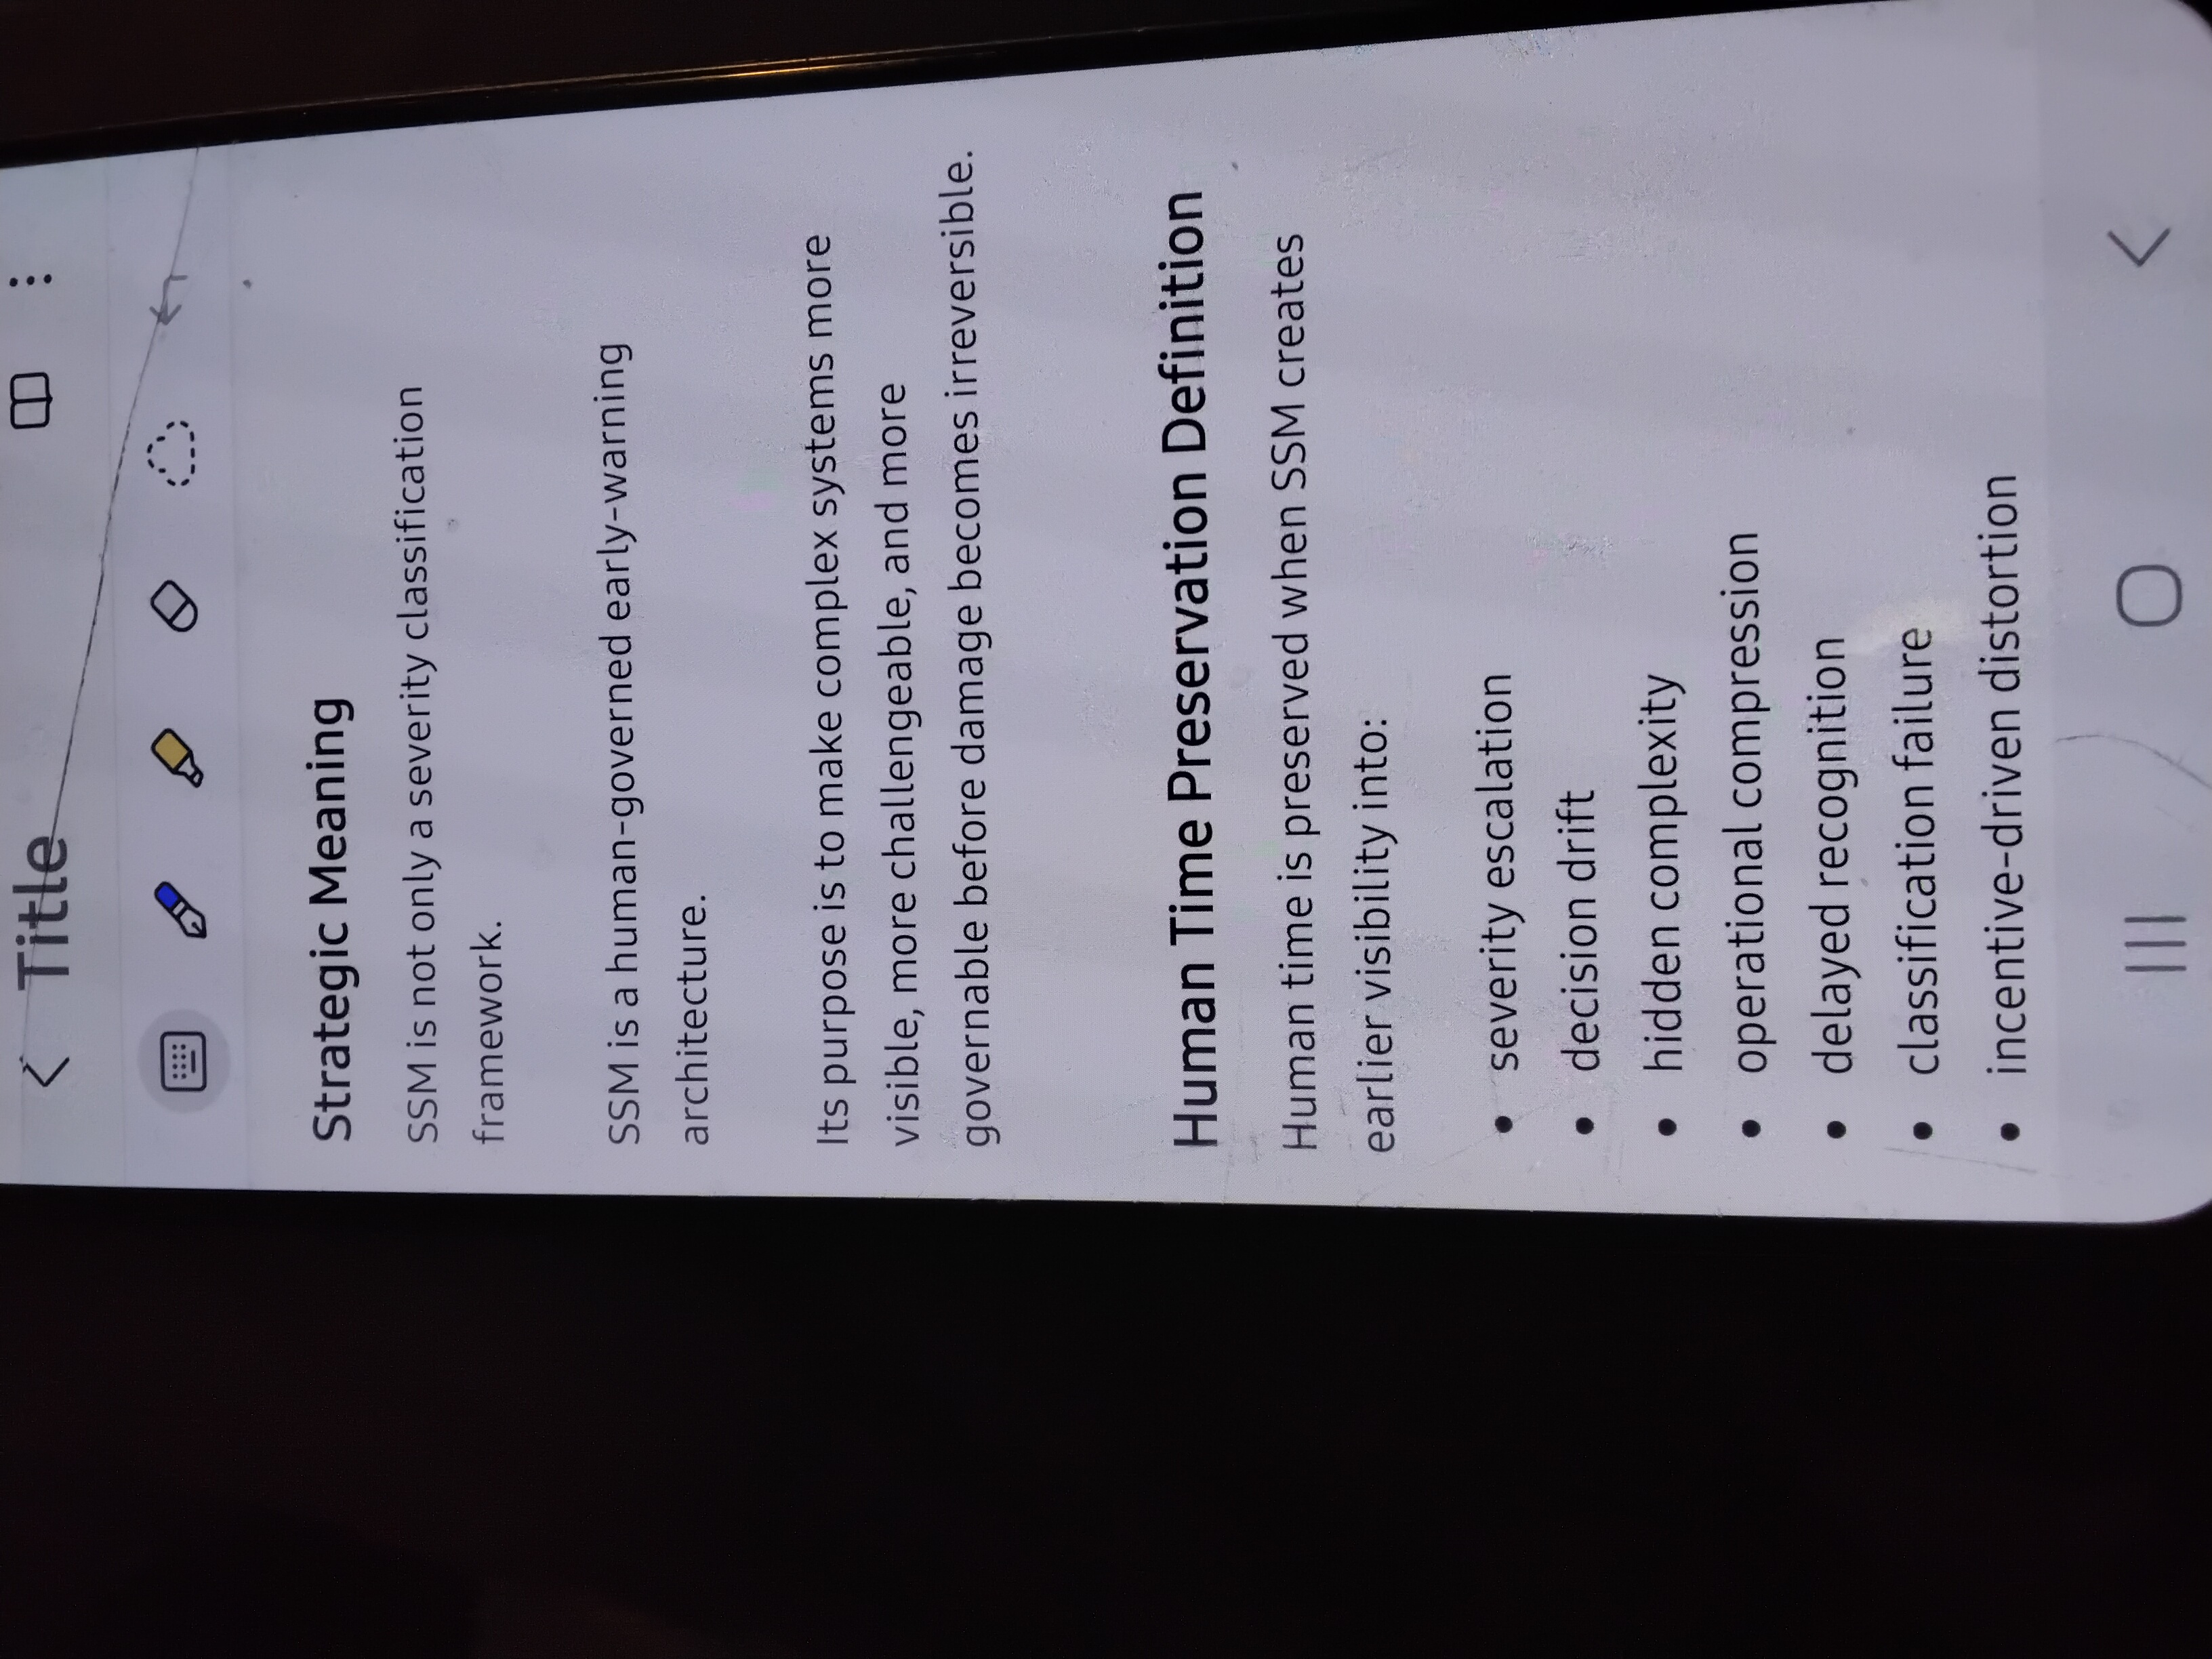 Title
Strategic Meaning
SSM is not only a severity classification
framework.
SSM is a human-governed early-warning
architecture.
Its purpose is to make complex systems more
visible, more challengeable, and more
governable before damage becomes irreversible.
Human Time Preservation Definition
Human time is preserved when SSM creates
earlier visibility into:
• severity escalation
• decision drift
• hidden complexity
• operational compression
• delayed recognition
• classification failure
• incentive-driven distortion